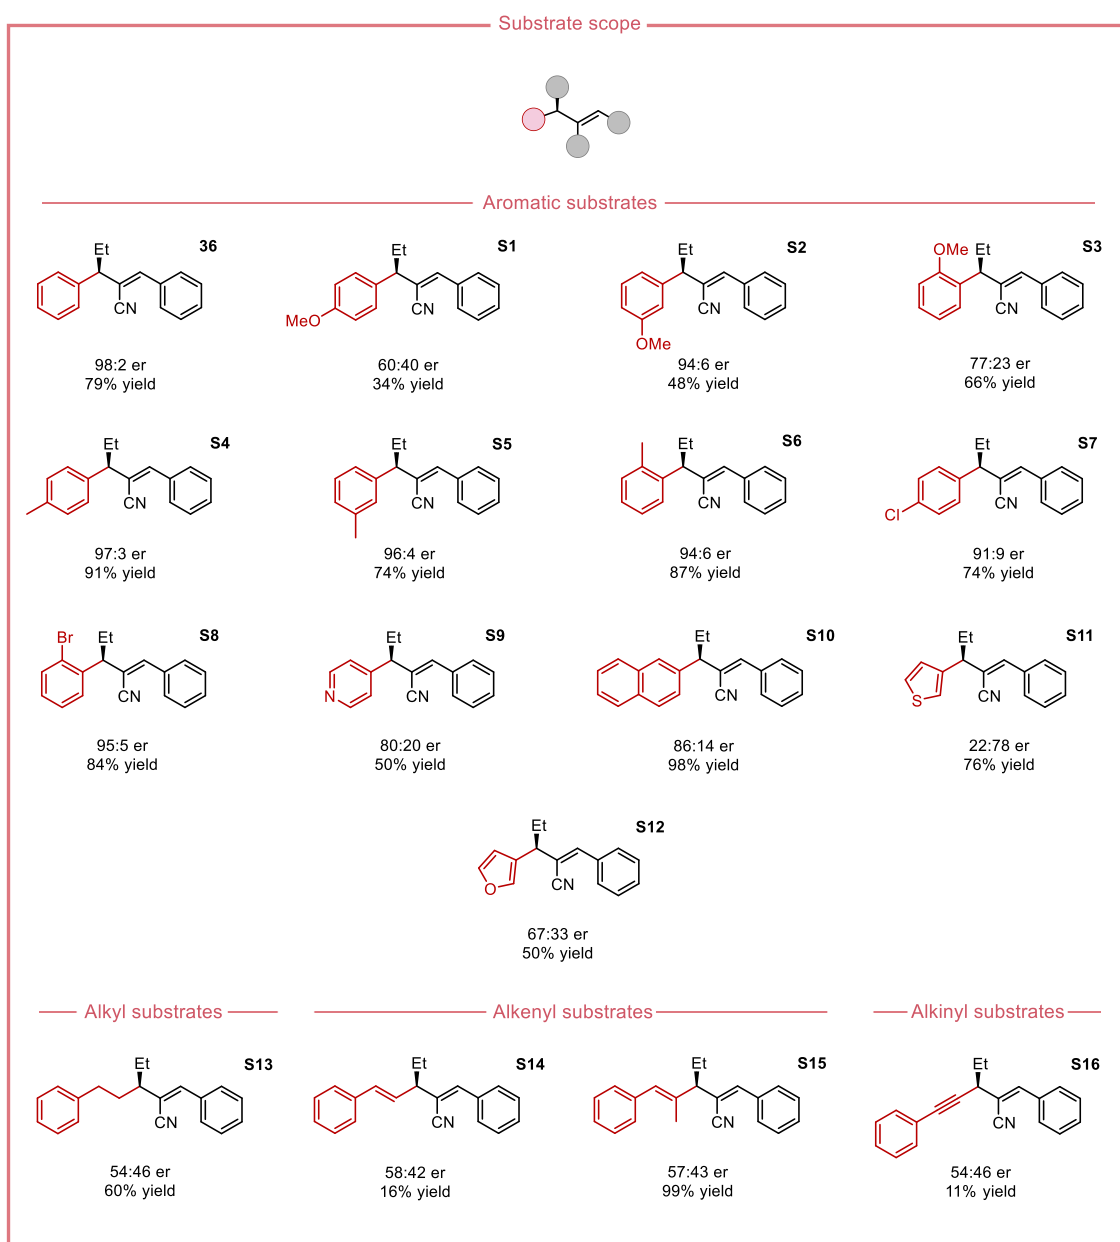 Substrate scope
Aromatic substrates
Et
36
CN
98:2 er
79% yield
Et
S1
MeO
CN
60:40 er
34% yield
Et
S2
CN
OMe
94:6 er
48% yield
OMe
Et
S3
CN
77:23 er
66% yield
Et
S4
CN
97:3 er
91% yield
Et
S5
CN
96:4 er
74% yield
Et
S6
CN
94:6 er
87% yield
Et
S7
Cl
CN
91:9 er
74% yield
Br
Et
S8
CN
95:5 er
84% yield
Et
S9
N
CN
80:20 er
50% yield
Et
S10
CN
86:14 er
98% yield
Et
S11
S
CN
22:78 er
76% yield
Et
S12
O
CN
67:33 er
50% yield
Alkyl substrates
Alkenyl substrates
Alkinyl substrates
Et
S13
CN
54:46 er
60% yield
Et
S14
CN
58:42 er
16% yield
Et
S15
CN
57:43 er
99% yield
Et
S16
CN
54:46 er
11% yield